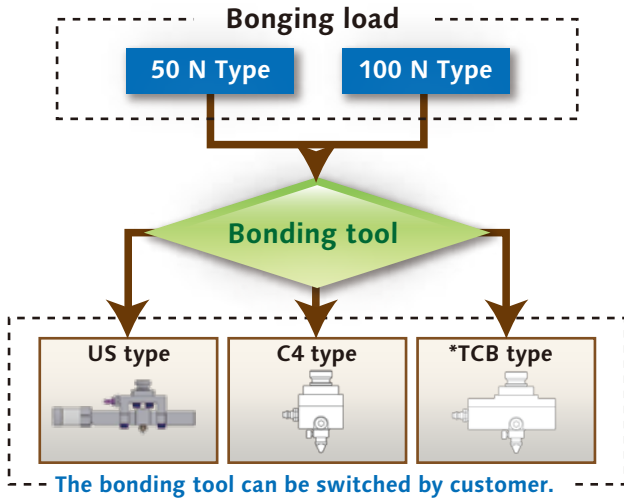 Bonging load
50 N Type
100 N Type
Bonding tool
US type
C4 type
*TCB type
The bonding tool can be switched by customer.